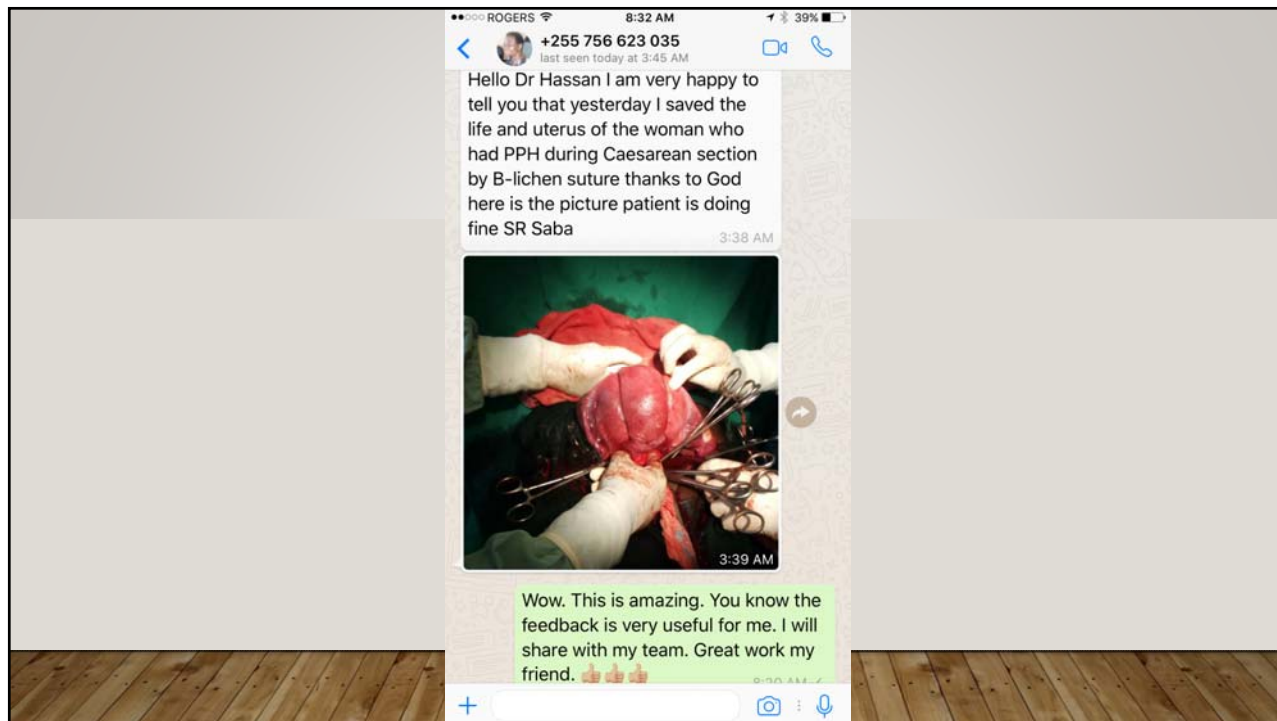 ROGERS 8:32 AM 39%
+255 756 623 035
last seen today at 3:45 AM
Hello Dr Hassan I am very happy to
tell you that yesterday I saved the
life and uterus of the woman who
had PPH during Caesarean section
by B-lichen suture thanks to God
here is the picture patient is doing
fine SR Saba
3:38 AM
3:39 AM
Wow. This is amazing. You know the
feedback is very useful for me. I will
share with my team. Great work my
friend. 👍🏼👍🏼👍🏼